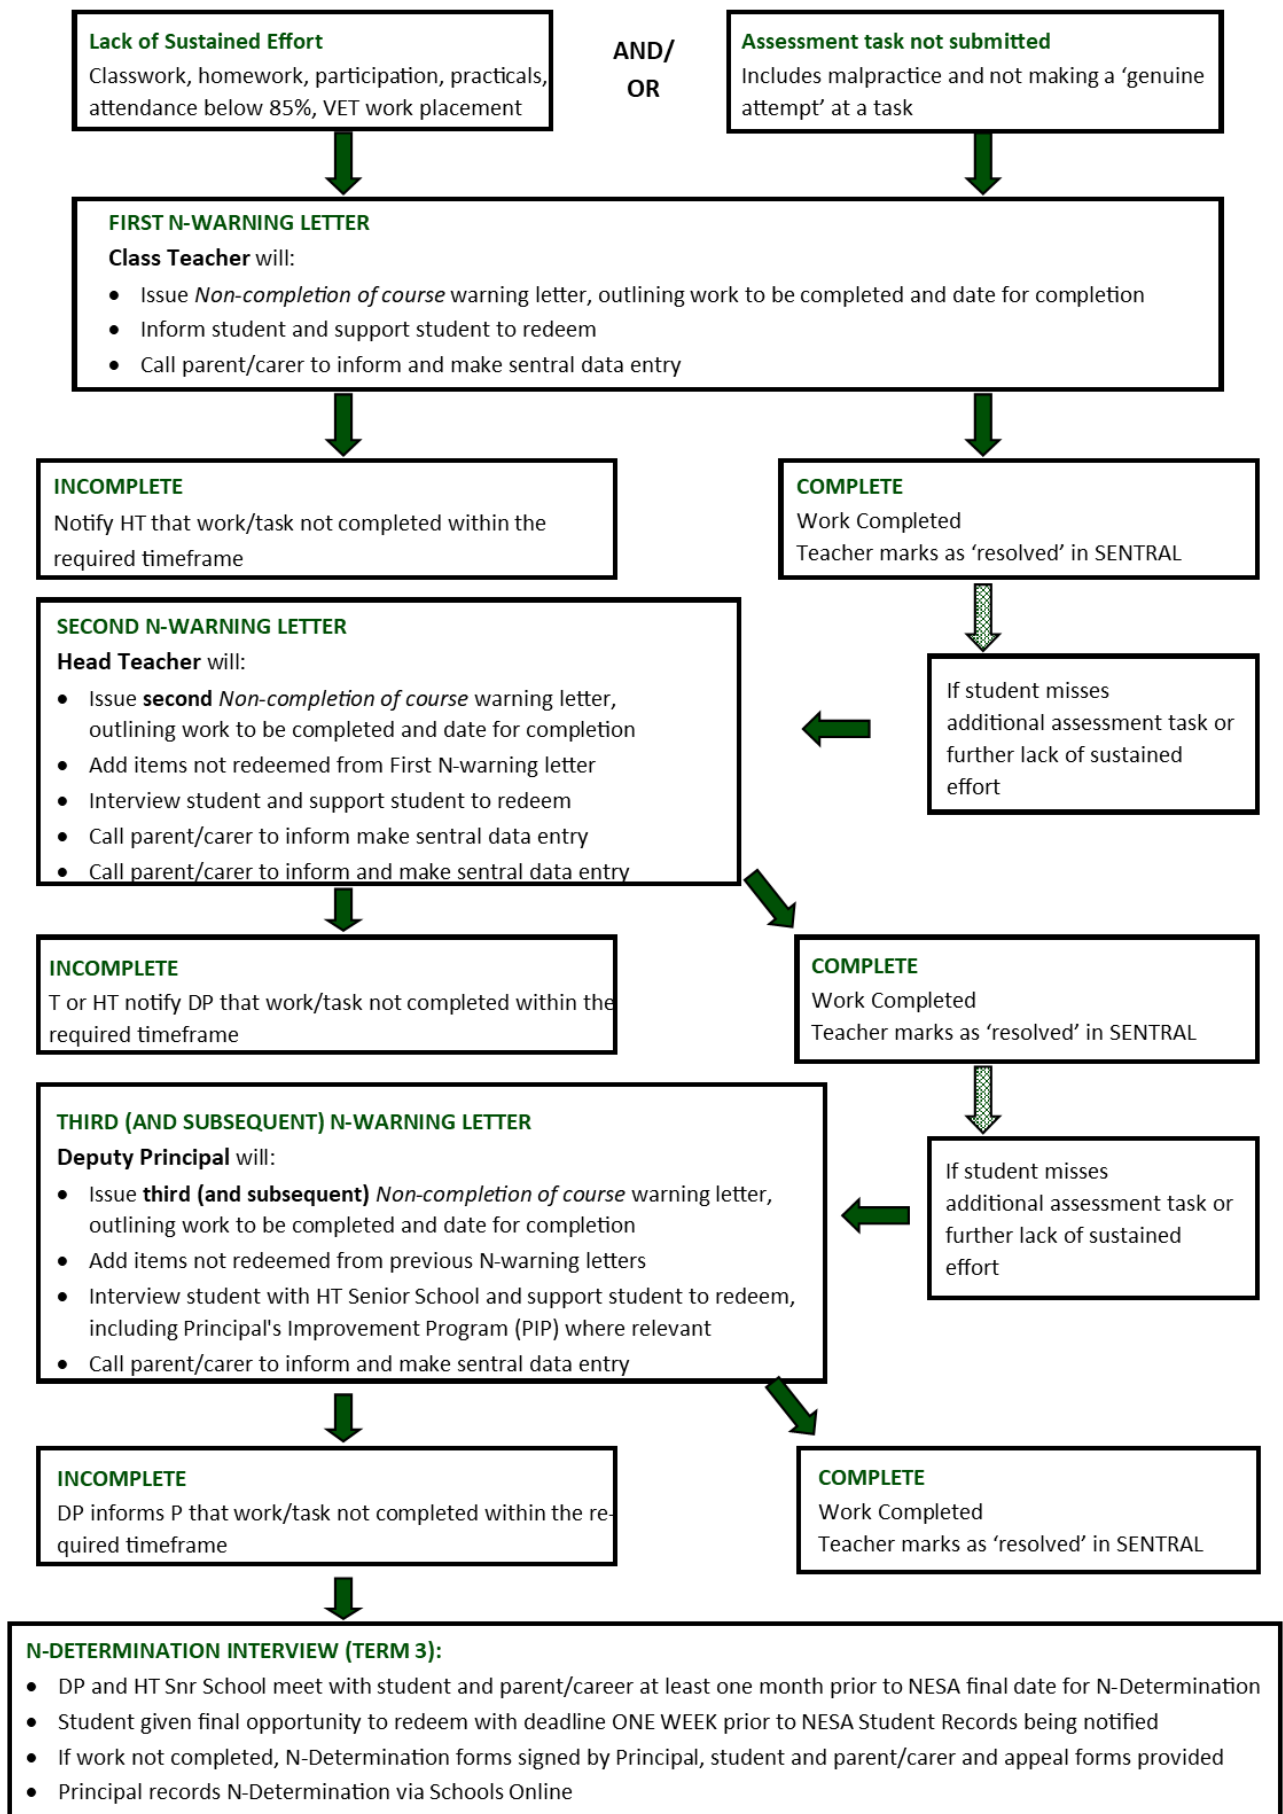 Lack of Sustained Effort
Classwork, homework, participation, practicals,
attendance below 85%, VET work placement
AND/
OR
Assessment task not submitted
Includes malpractice and not making a ‘genuine
attempt’ at a task
FIRST N-WARNING LETTER
Class Teacher will:
• Issue Non-completion of course warning letter, outlining work to be completed and date for completion
• Inform student and support student to redeem
• Call parent/carer to inform and make sentral data entry
INCOMPLETE
Notify HT that work/task not completed within the
required timeframe
COMPLETE
Work Completed
Teacher marks as ‘resolved’ in SENTRAL
SECOND N-WARNING LETTER
Head Teacher will:
• Issue second Non-completion of course warning letter,
outlining work to be completed and date for completion
• Add items not redeemed from First N-warning letter
• Interview student and support student to redeem
• Call parent/carer to inform make sentral data entry
• Call parent/carer to inform and make sentral data entry
If student misses
additional assessment task or
further lack of sustained
effort
INCOMPLETE
T or HT notify DP that work/task not completed within the
required timeframe
COMPLETE
Work Completed
Teacher marks as ‘resolved’ in SENTRAL
THIRD (AND SUBSEQUENT) N-WARNING LETTER
Deputy Principal will:
• Issue third (and subsequent) Non-completion of course warning letter,
outlining work to be completed and date for completion
• Add items not redeemed from previous N-warning letters
• Interview student with HT Senior School and support student to redeem,
including Principal's Improvement Program (PIP) where relevant
• Call parent/carer to inform and make sentral data entry
If student misses
additional assessment task or
further lack of sustained
effort
INCOMPLETE
DP informs P that work/task not completed within the re-
quired timeframe
COMPLETE
Work Completed
Teacher marks as ‘resolved’ in SENTRAL
N-DETERMINATION INTERVIEW (TERM 3):
• DP and HT Snr School meet with student and parent/career at least one month prior to NESA final date for N-Determination
• Student given final opportunity to redeem with deadline ONE WEEK prior to NESA Student Records being notified
• If work not completed, N-Determination forms signed by Principal, student and parent/carer and appeal forms provided
• Principal records N-Determination via Schools Online